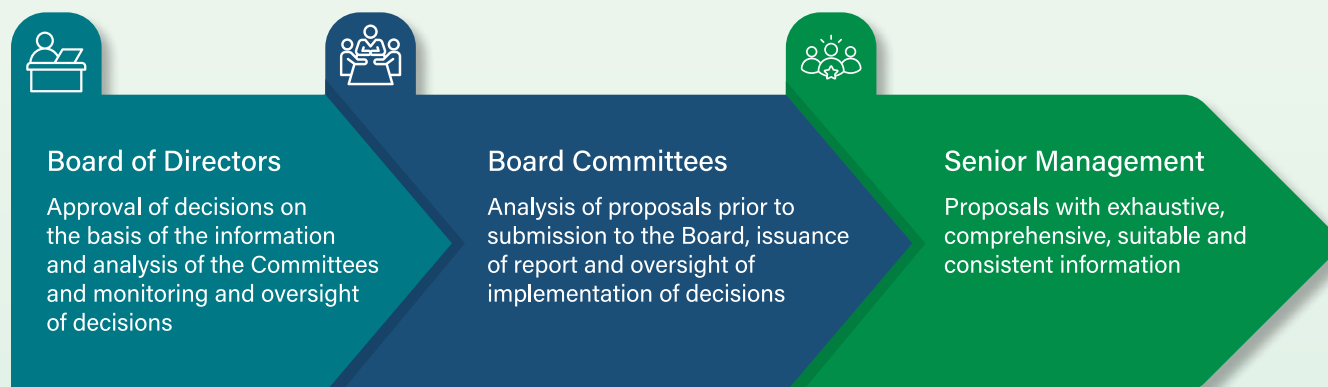 Board of Directors
Approval of decisions on
the basis of the information
and analysis of the Committees
and monitoring and oversight
of decisions
Board Committees
Analysis of proposals prior to
submission to the Board, issuance
of report and oversight of
implementation of decisions
Senior Management
Proposals with exhaustive,
comprehensive, suitable and
consistent information